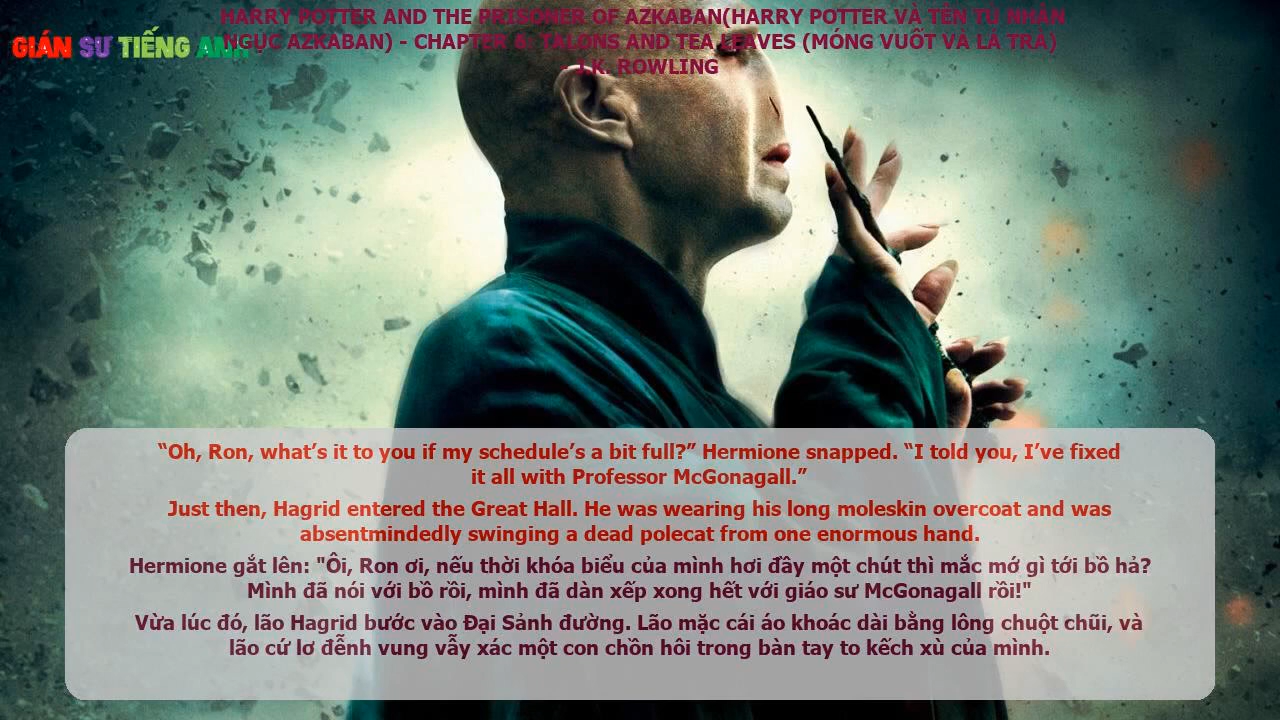 HARRY POTTER AND THE PRISONER OF AZKABAN(HARRY POTTER VÀ TÊN TÙ NHÂN
NGỤC AZKABAN) - CHAPTER 6: TALONS AND TEA LEAVES (MÓNG VUỐT VÀ LÁ TRÀ)
- J.K. ROWLING
GIÁN SƯ TIẾNG ANH
“Oh, Ron, what’s it to you if my schedule’s a bit full?” Hermione snapped. “I told you, I’ve fixed
it all with Professor McGonagall.”
Just then, Hagrid entered the Great Hall. He was wearing his long moleskin overcoat and was
absentmindedly swinging a dead polecat from one enormous hand.
Hermione gắt lên: "Ôi, Ron ơi, nếu thời khóa biểu của mình hơi đầy một chút thì mắc mớ gì tới bồ hả?
Mình đã nói với bồ rồi, mình đã dàn xếp xong hết với giáo sư McGonagall rồi!"
Vừa lúc đó, lão Hagrid bước vào Đại Sảnh đường. Lão mặc cái áo khoác dài bằng lông chuột chũi, và
lão cứ lơ đễnh vung vẩy xác một con chồn hôi trong bàn tay to kếch xù của mình.